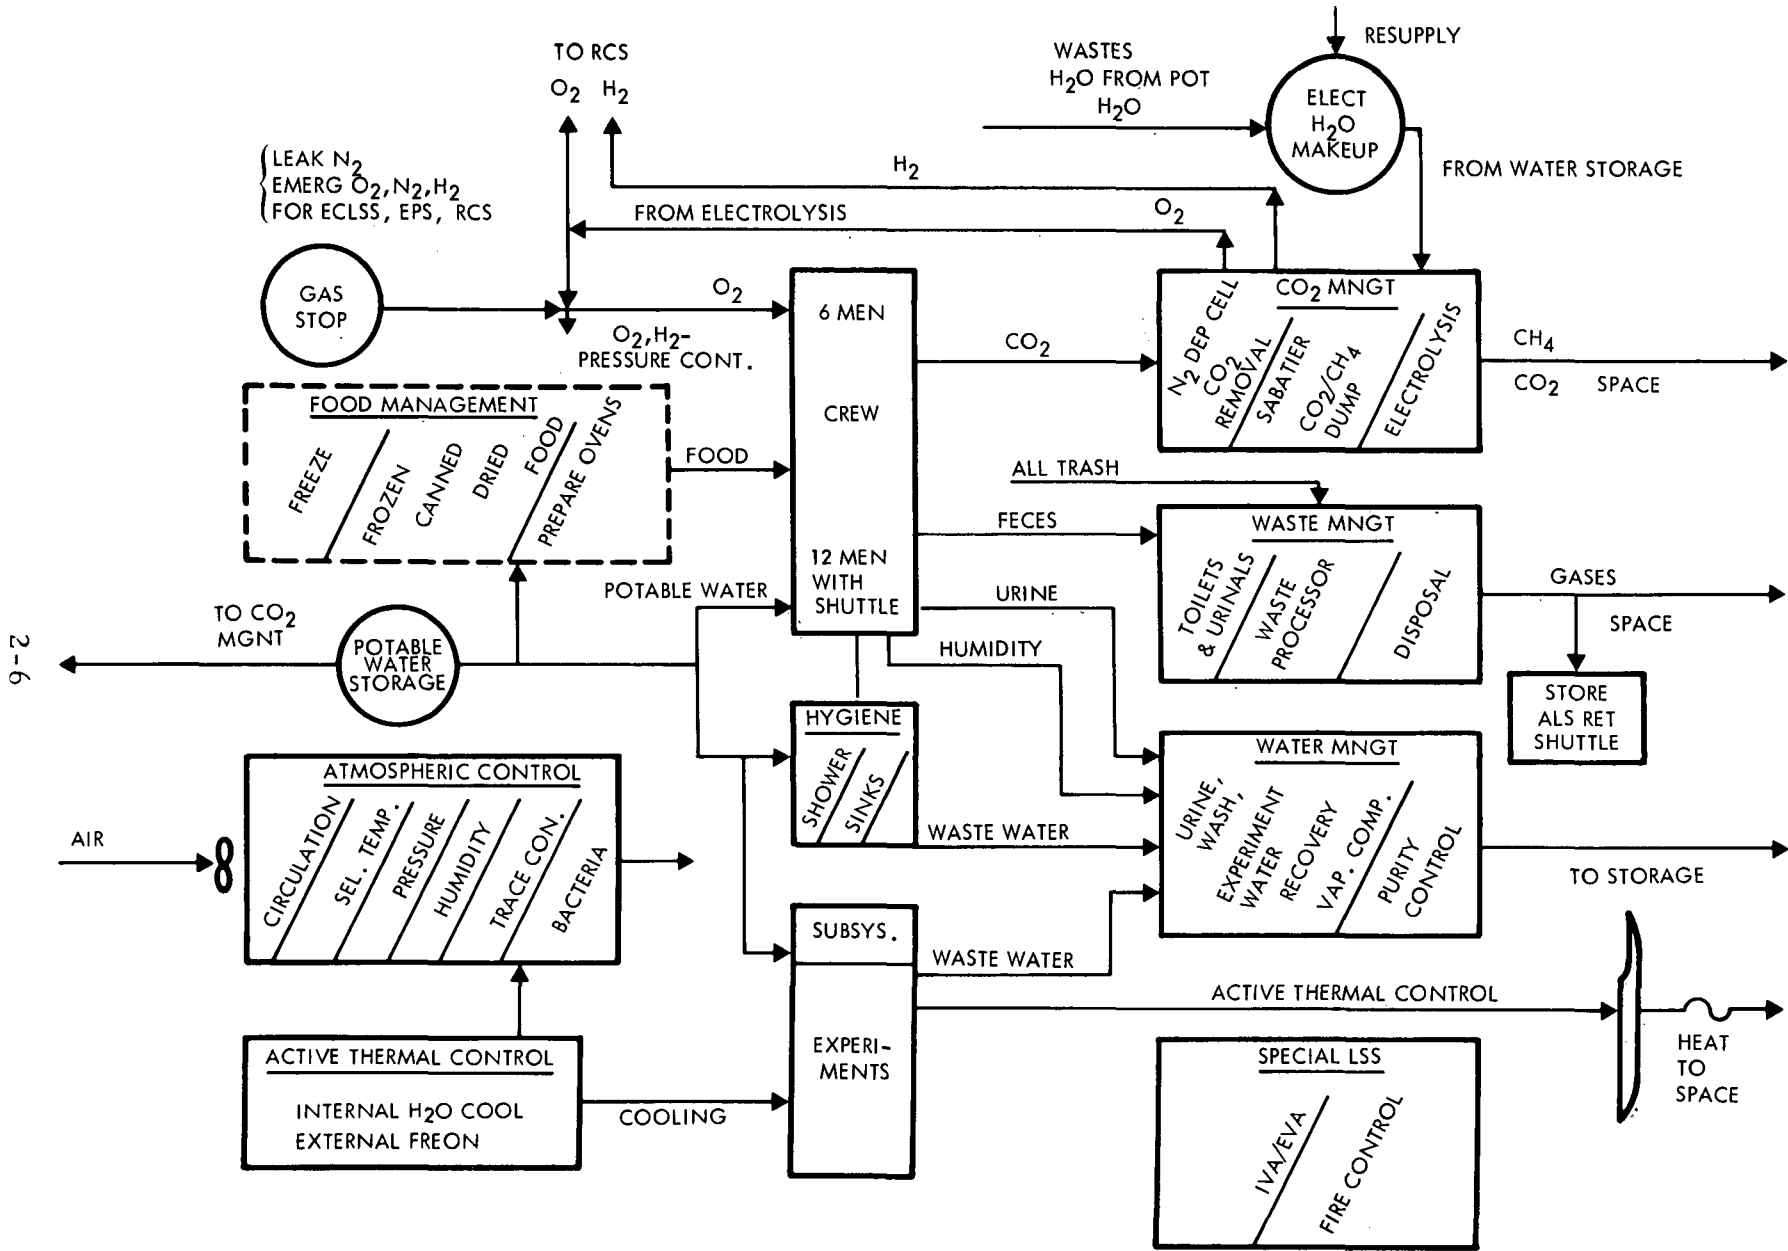 TO RCS
O2 H2
LEAK N2
EMERG O2, N2, H2
FOR ECLSS, EPS, RCS
WASTES
H2O FROM POT
H2O
RESUPPLY
ELECT
H2O
MAKEUP
FROM WATER STORAGE
H2
FROM ELECTROLYSIS
O2
GAS
STOP
O2
O2, H2-
PRESSURE CONT.
6 MEN
CREW
12 MEN
WITH
SHUTTLE
CO2
CO2 MNGT
N2 DEP CELL
CO2
REMOVAL
SABATIER
CO2/CH4
DUMP
ELECTROLYSIS
CH4
CO2 SPACE
FOOD MANAGEMENT
FREEZE
FROZEN
CANNED
DRIED
FOOD
PREPARE OVENS
FOOD
ALL TRASH
FECES
WASTE MNGT
TOILETS
& URINALS
WASTE
PROCESSOR
DISPOSAL
GASES
SPACE
STORE
ALS RET
SHUTTLE
POTABLE WATER
URINE
HUMIDITY
TO CO2
MGNT
POTABLE
WATER
STORAGE
2-6
HYGIENE
SHOWER
SINKS
WASTE WATER
WATER MNGT
URINE,
WASH,
EXPERIMENT
WATER
RECOVERY
VAP. COMP.
PURITY
CONTROL
TO STORAGE
ATMOSPHERIC CONTROL
CIRCULATION
SEL. TEMP.
PRESSURE
HUMIDITY
TRACE CON.
BACTERIA
AIR
SUBSYS.
EXPERI-
MENTS
WASTE WATER
ACTIVE THERMAL CONTROL
HEAT
TO
SPACE
ACTIVE THERMAL CONTROL
INTERNAL H2O COOL
EXTERNAL FREON
COOLING
SPECIAL LSS
IVA/EVA
FIRE CONTROL